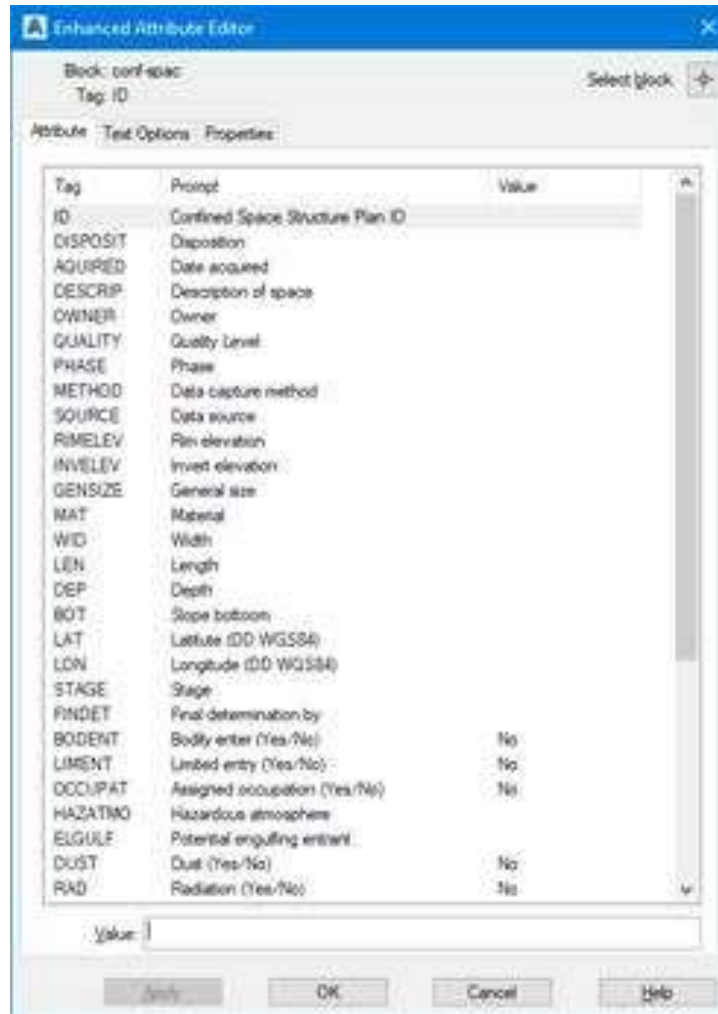 Enhanced Attribute Editor
Block: conf-spac
Tag: ID
Select block
Attribute Text Options Properties
Tag Prompt Value
ID Confined Space Structure Plan ID
DISPOSIT Disposition
AQUIRED Date acquired
DESCRIP Description of space
OWNER Owner
QUALITY Quality Level
PHASE Phase
METHOD Data capture method
SOURCE Data source
RIMELEV Rim elevation
INVELEV Invert elevation
GENSIZE General size
MAT Material
WID Width
LEN Length
DEP Depth
BOT Slope bottoom
LAT Latitute (DD WGS84)
LON Longitude (DD WGS84)
STAGE Stage
FINDET Final determination by
BODENT Bodity enter (Yes/No) No
LIMENT Limited entry (Yes/No) No
OCCUPAT Assigned occupation (Yes/No) No
HAZATMO Hazardous atmosphere
ELGULF Potential engulfing entrant
DUST Dust (Yes/No) No
RAD Radiation (Yes/No) No
Value:
Apply OK Cancel Help